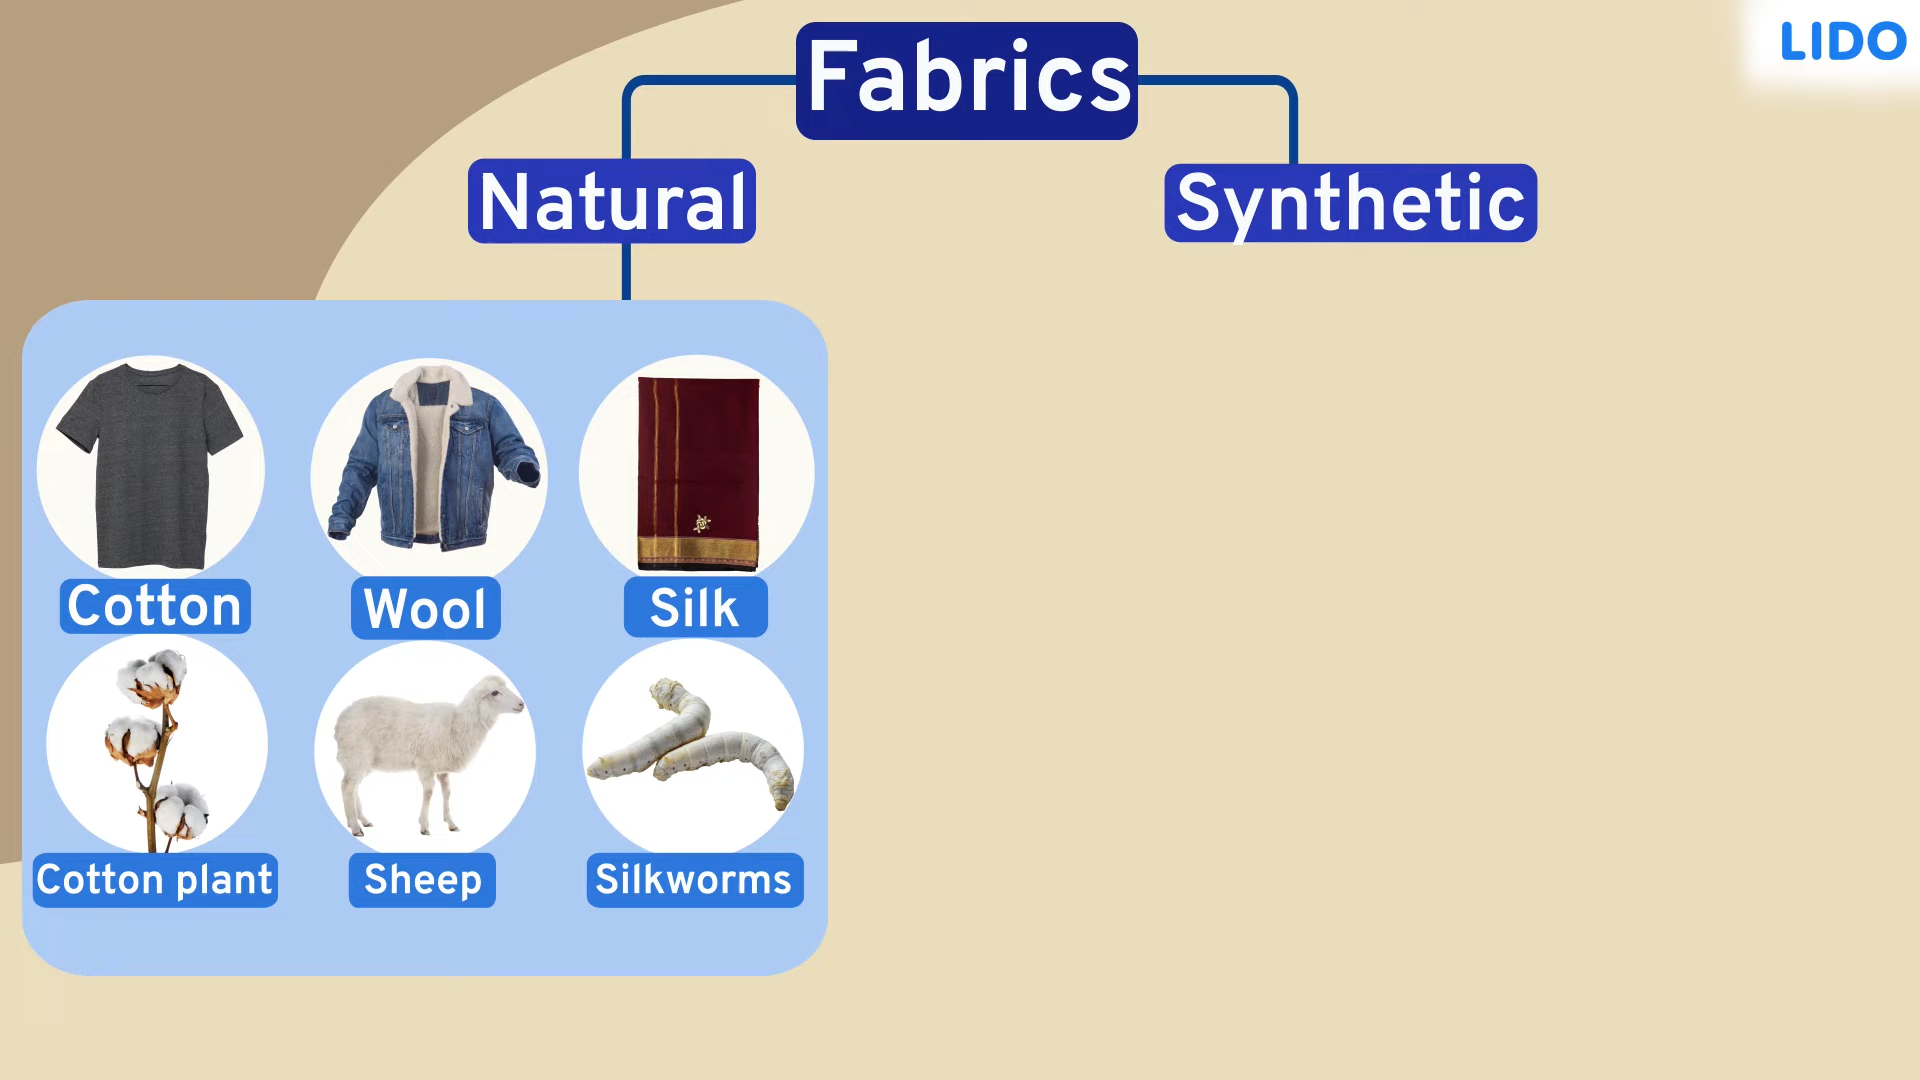 Fabrics
LIDO
Natural
Synthetic
Cotton
Wool
Silk
Cotton plant
Sheep
Silkworms